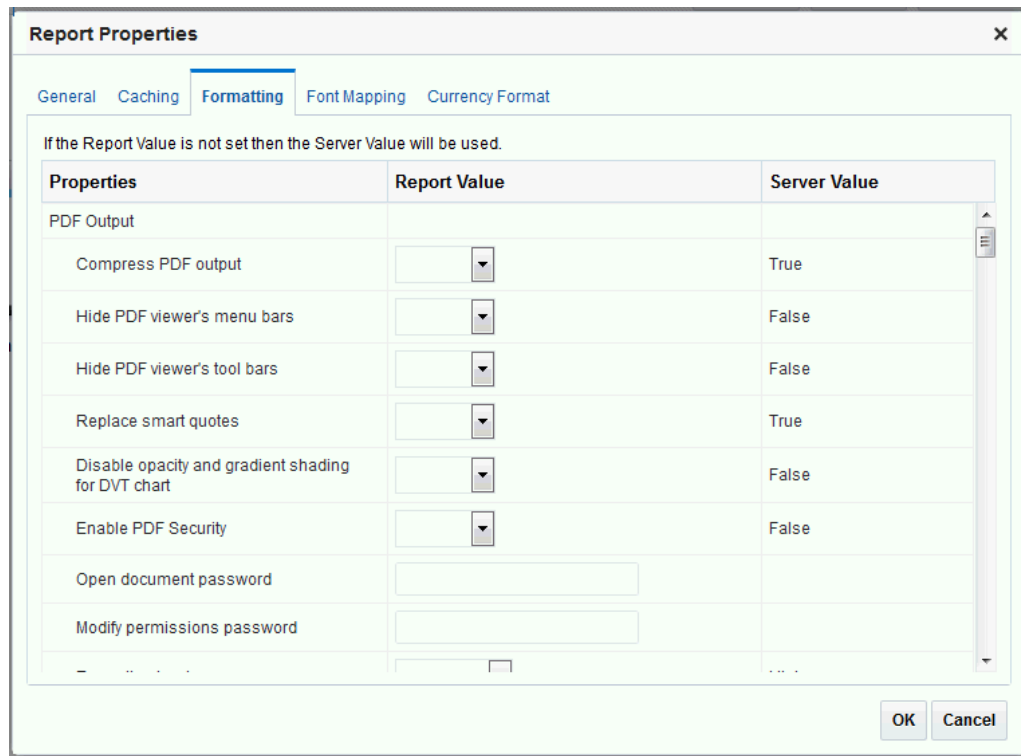 Report Properties
General Caching Formatting Font Mapping Currency Format
If the Report Value is not set then the Server Value will be used.
Properties Report Value Server Value
PDF Output
Compress PDF output True
Hide PDF viewer's menu bars False
Hide PDF viewer's tool bars False
Replace smart quotes True
Disable opacity and gradient shading
for DVT chart False
Enable PDF Security False
Open document password
Modify permissions password
OK Cancel